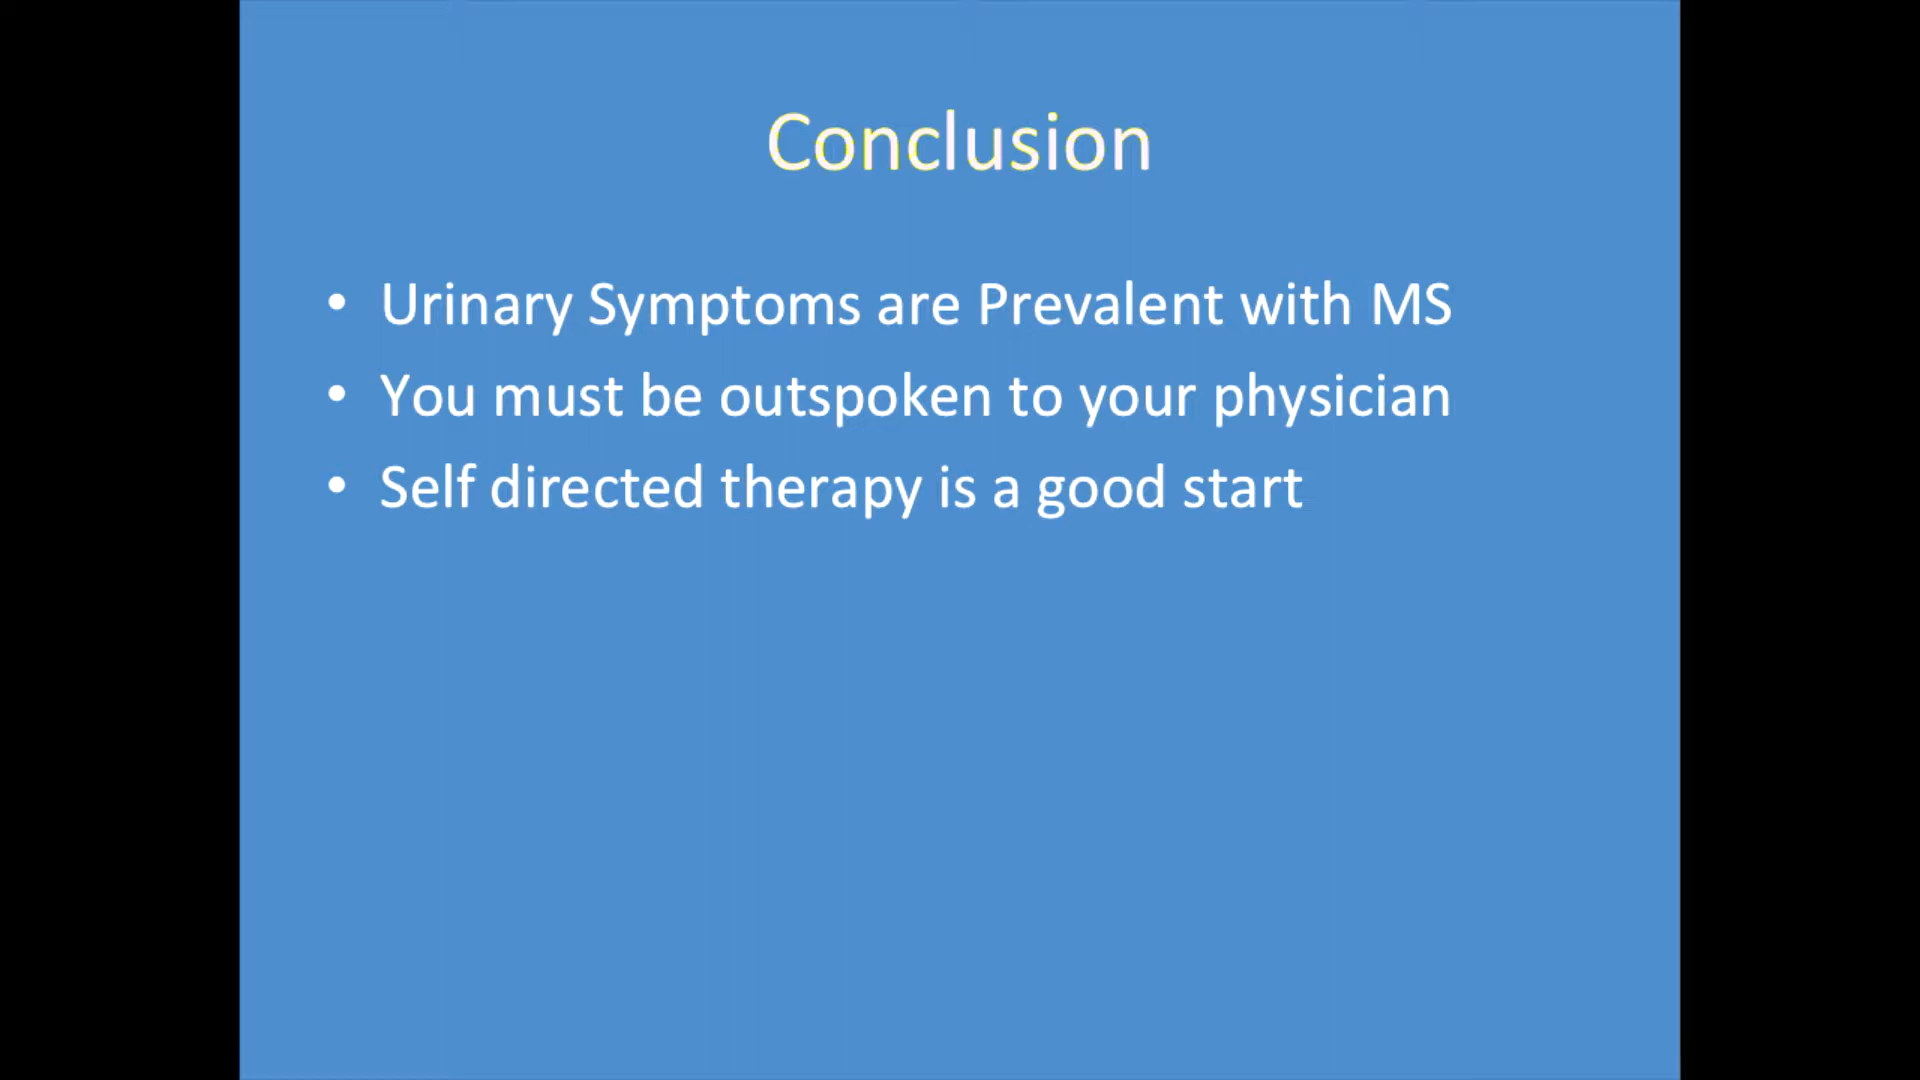 Conclusion
• Urinary Symptoms are Prevalent with MS
• You must be outspoken to your physician
• Self directed therapy is a good start